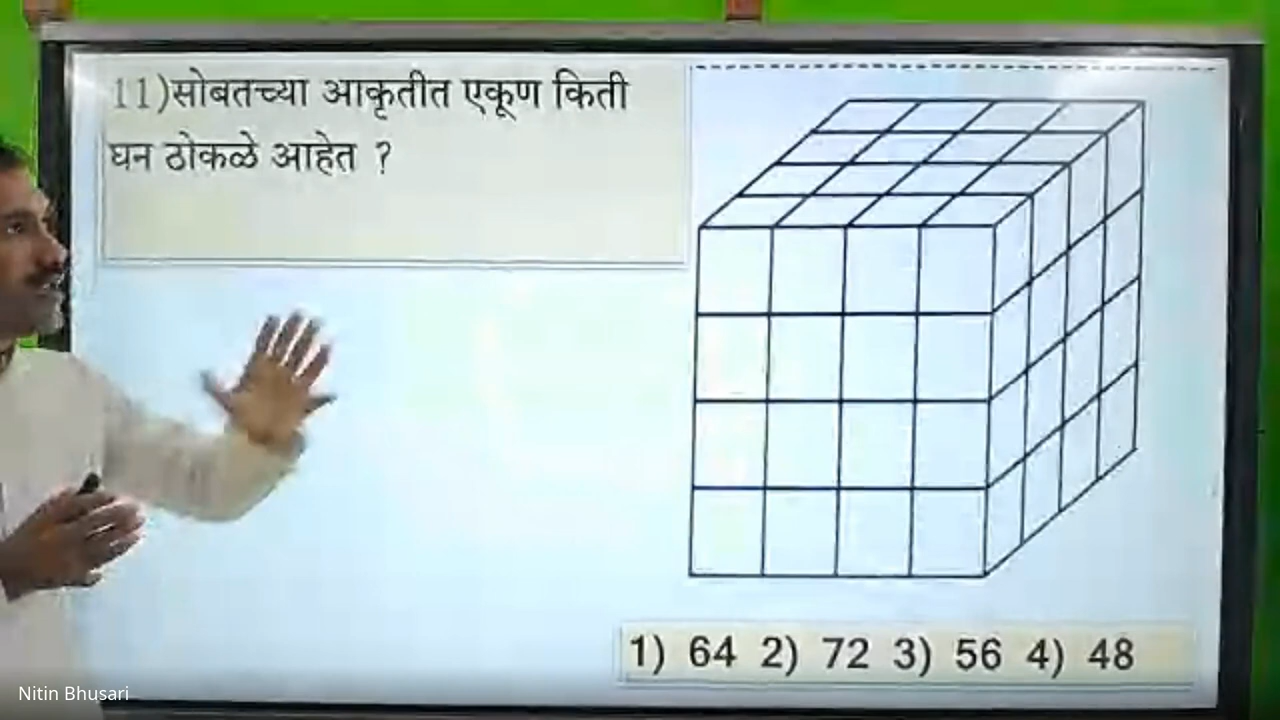 11)सोबतच्या आकृतीत एकूण किती
घन ठोकळे आहेत ?
1) 64 2) 72 3) 56 4) 48
Nitin Bhusari